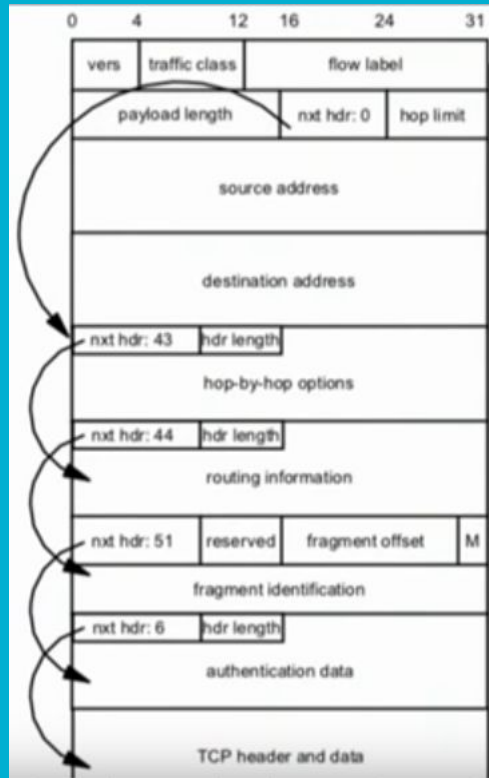 0 4 12 16 24 31
vers traffic class flow label
payload length nxt hdr: 0 hop limit
source address
destination address
nxt hdr: 43 hdr length
hop-by-hop options
nxt hdr: 44 hdr length
routing information
nxt hdr: 51 reserved fragment offset M
fragment identification
nxt hdr: 6 hdr length
authentication data
TCP header and data